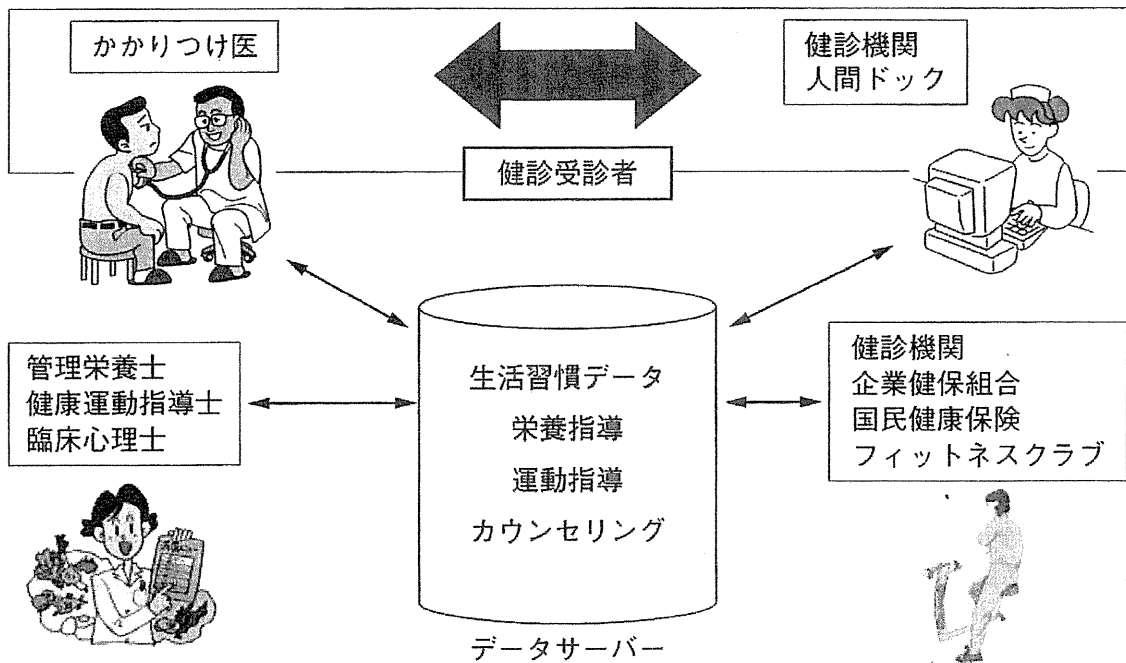 かかりつけ医
健診機関
人間ドック
健診受診者
管理栄養士
健康運動指導士
臨床心理士
生活習慣データ
栄養指導
運動指導
カウンセリング
健診機関
企業健保組合
国民健康保険
フィットネスクラブ
データサーバー